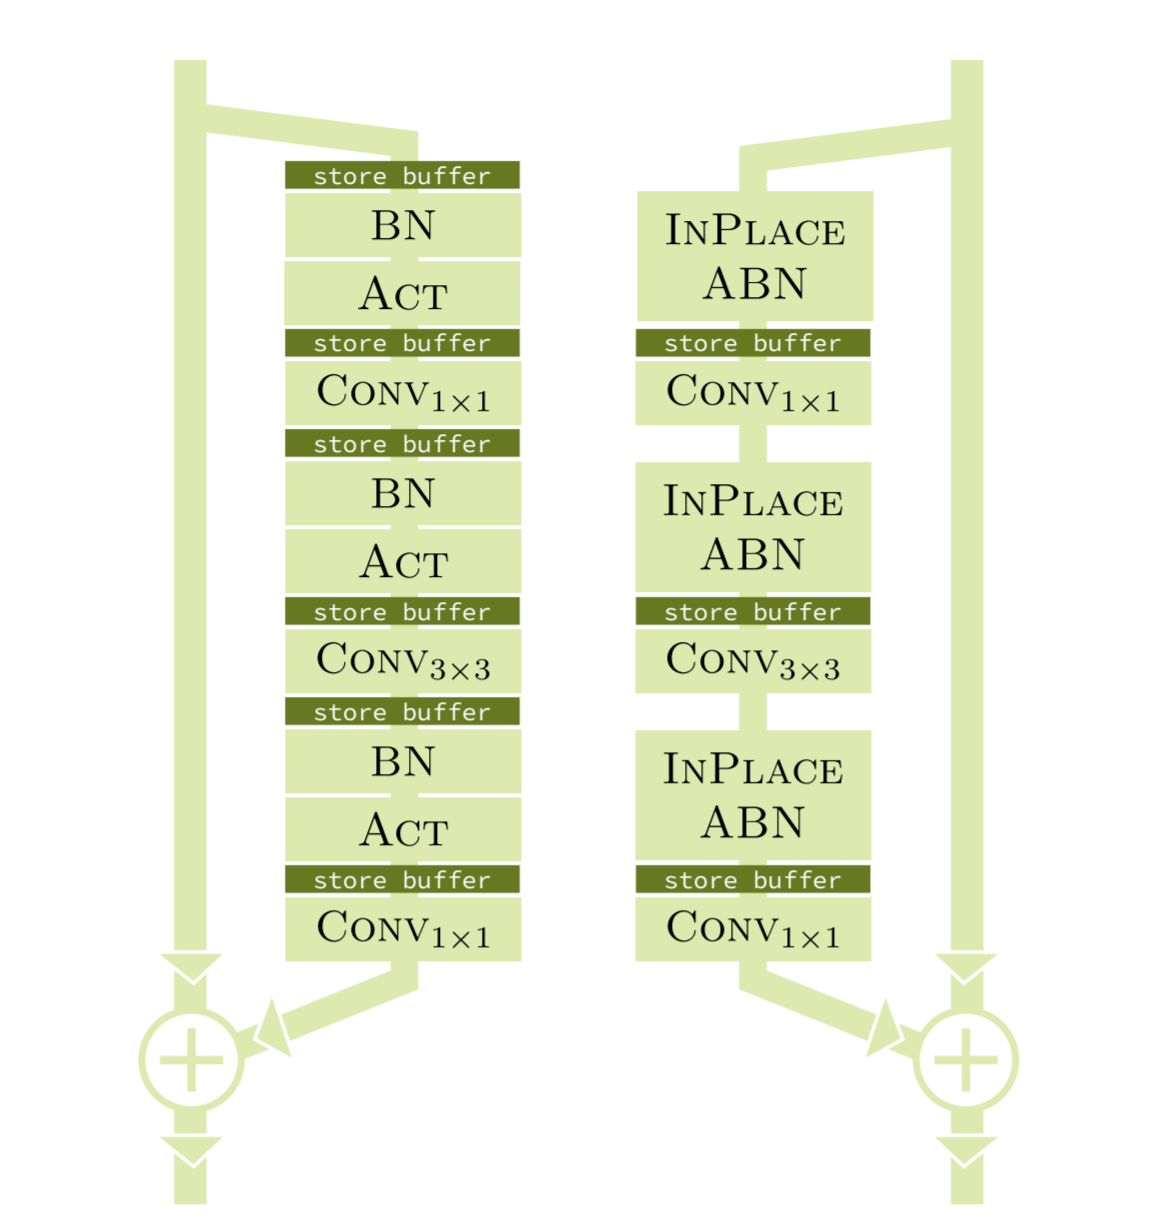 store buffer
BN
ACT
store buffer
CONV1×1
store buffer
BN
ACT
store buffer
CONV3×3
store buffer
BN
ACT
store buffer
CONV1×1
INPLACE
ABN
store buffer
CONV1×1
INPLACE
ABN
store buffer
CONV3×3
INPLACE
ABN
store buffer
CONV1×1